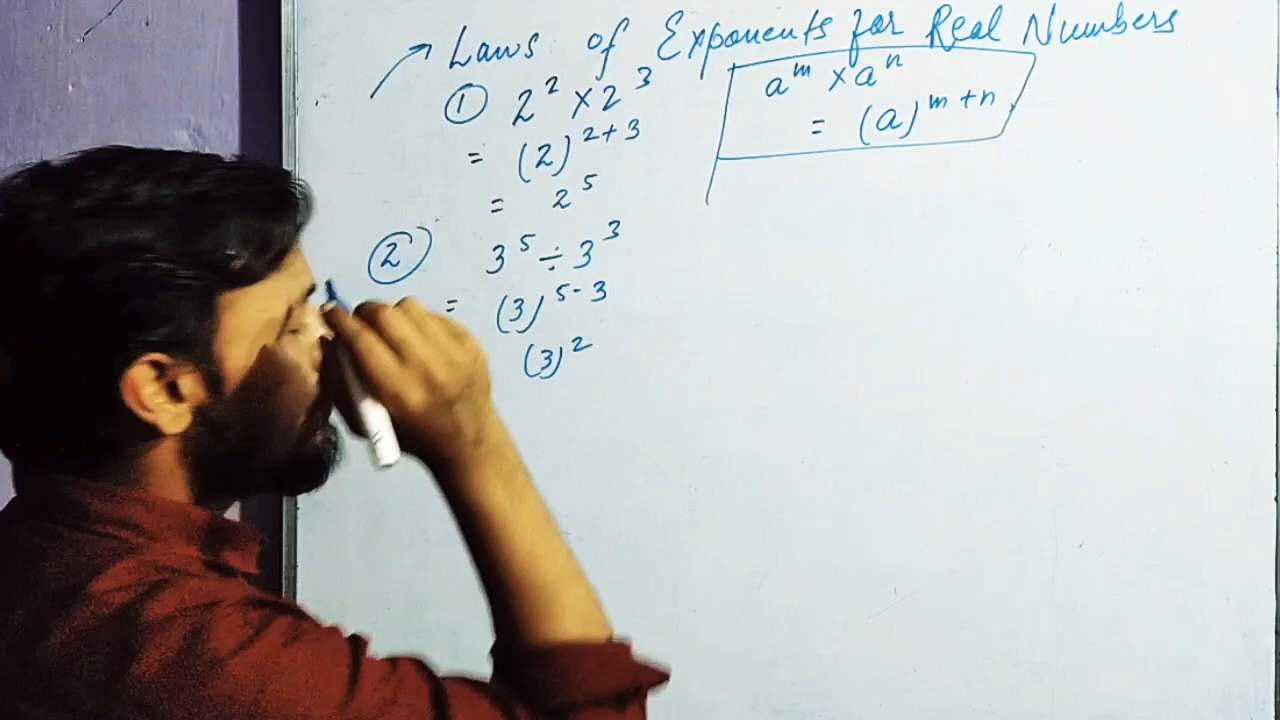 → Laws of Exponents for Real Numbers
① 2² × 2³
= (2)²⁺³
= 2⁵
aᵐ × aⁿ
= (a)ᵐ⁺ⁿ
② 3⁵ ÷ 3³
= (3)⁵⁻³
(3)²